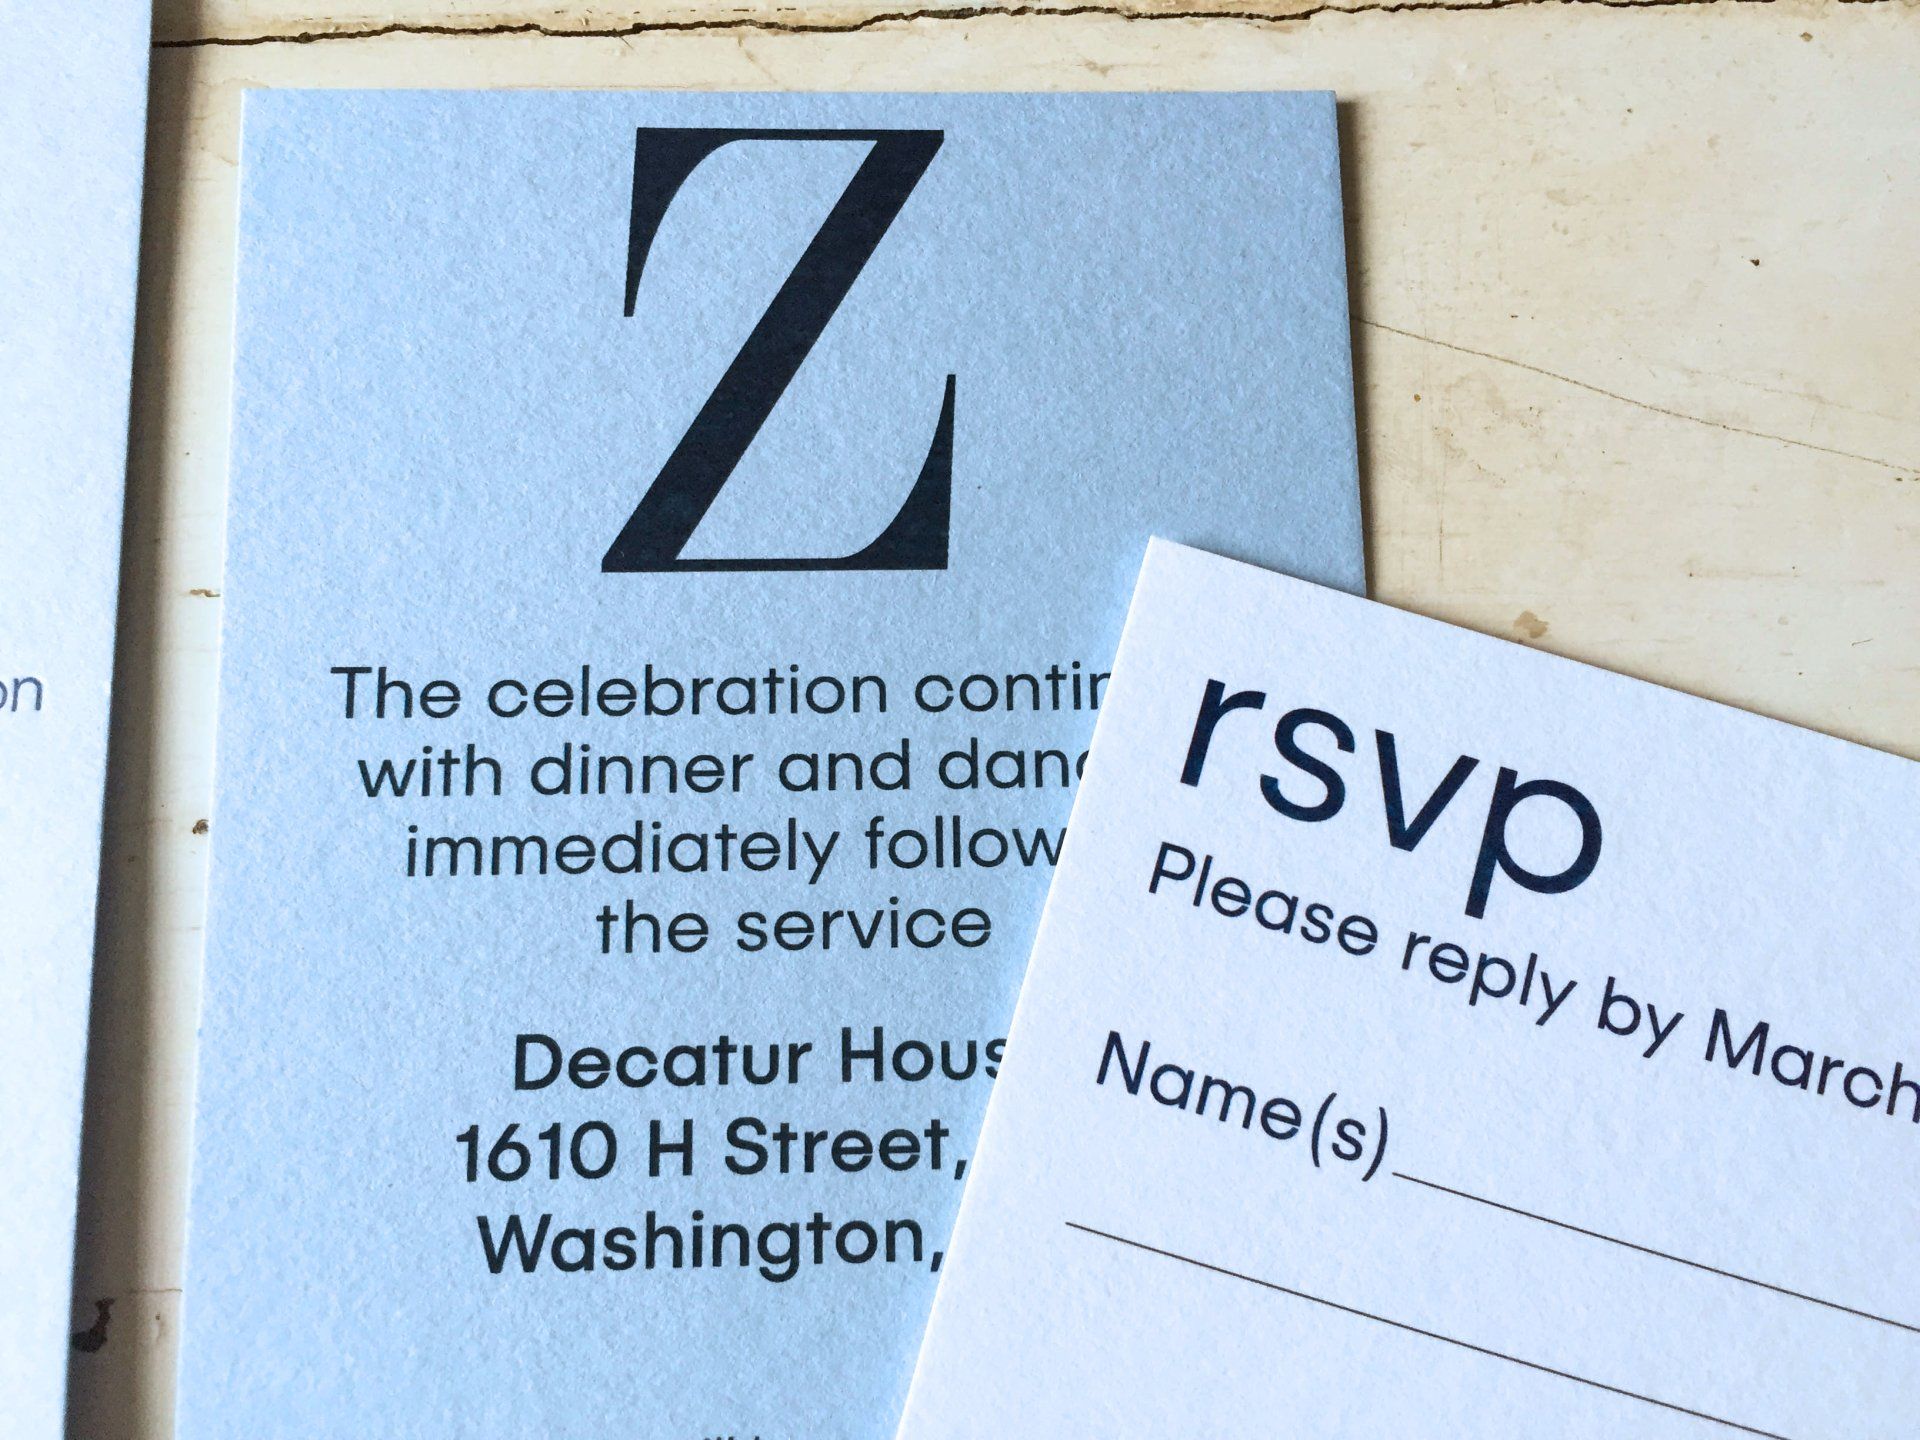 Z
The celebration contin
with dinner and danc
immediately follow
the service
Decatur Hous
1610 H Street,
Washington,
rsvp
Please reply by March
Name(s)
on